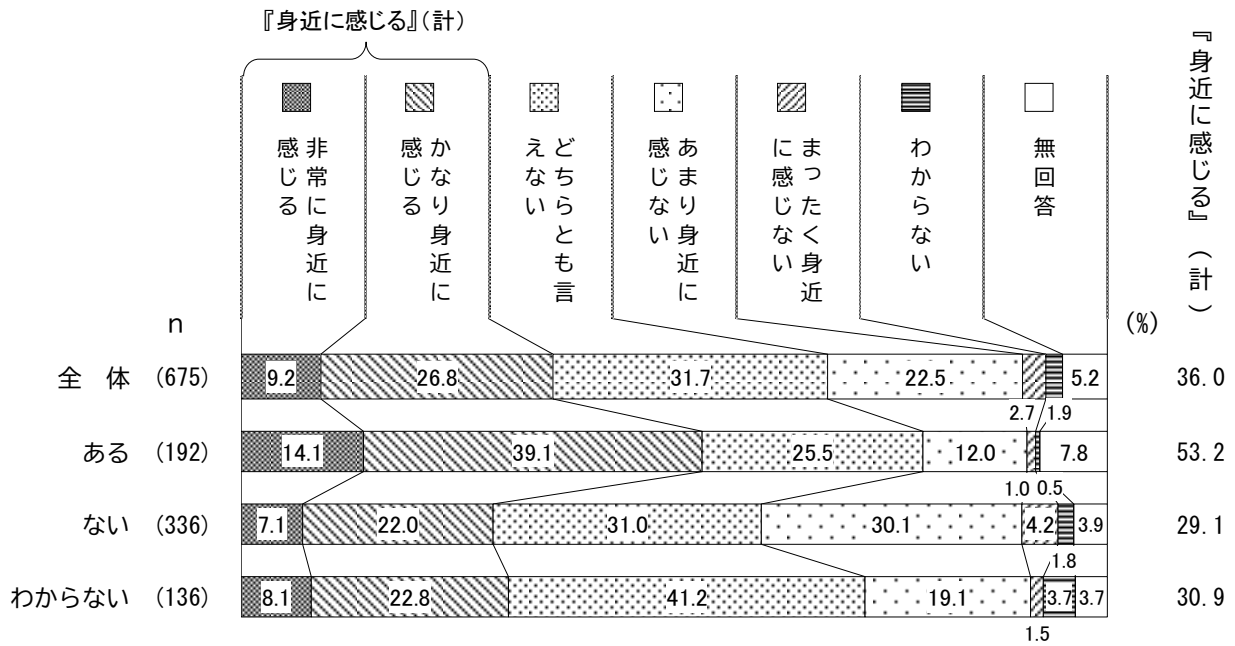 『身近に感じる』(計)
『身近に感じる』(計)
非常に身近に
感じる
かなり身近に
感じる
どちらとも言
えない
あまり身近に
感じない
まったく身近
に感じない
わからない
無回答
n
(%)
全 体 (675) 9.2 26.8 31.7 22.5 5.2 36.0
2.7 1.9
ある (192) 14.1 39.1 25.5 12.0 7.8 53.2
1.0 0.5
ない (336) 7.1 22.0 31.0 30.1 4.2 3.9 29.1
1.8
わからない (136) 8.1 22.8 41.2 19.1 3.7 3.7 30.9
1.5